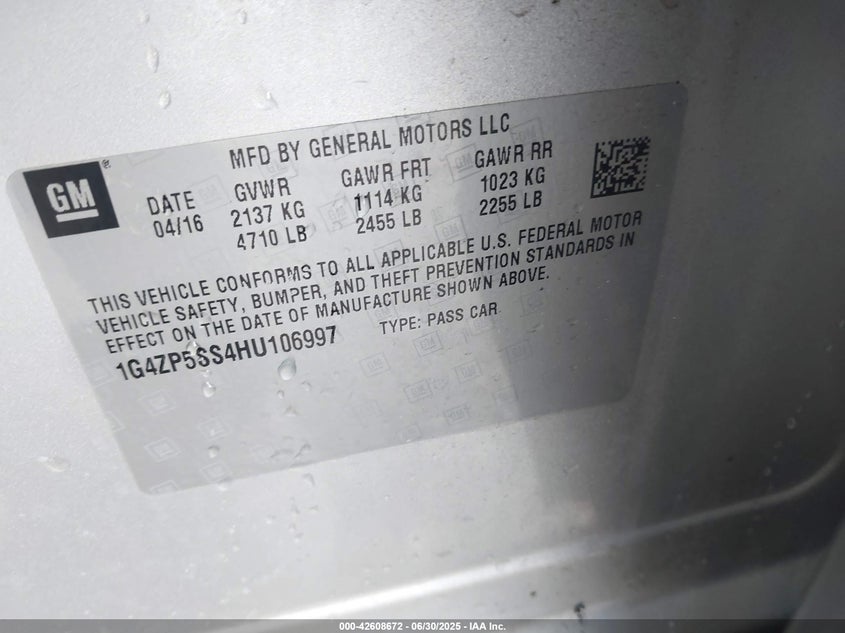 GM
MFD BY GENERAL MOTORS LLC
DATE GVWR GAWR FRT GAWR RR
04/16 2137 KG 1114 KG 1023 KG
4710 LB 2455 LB 2255 LB
THIS VEHICLE CONFORMS TO ALL APPLICABLE U.S. FEDERAL MOTOR
VEHICLE SAFETY, BUMPER, AND THEFT PREVENTION STANDARDS IN
EFFECT ON THE DATE OF MANUFACTURE SHOWN ABOVE.
1G4ZP5SS4HU106997 TYPE: PASS CAR
000-42608672 - 06/30/2025 - IAA Inc.